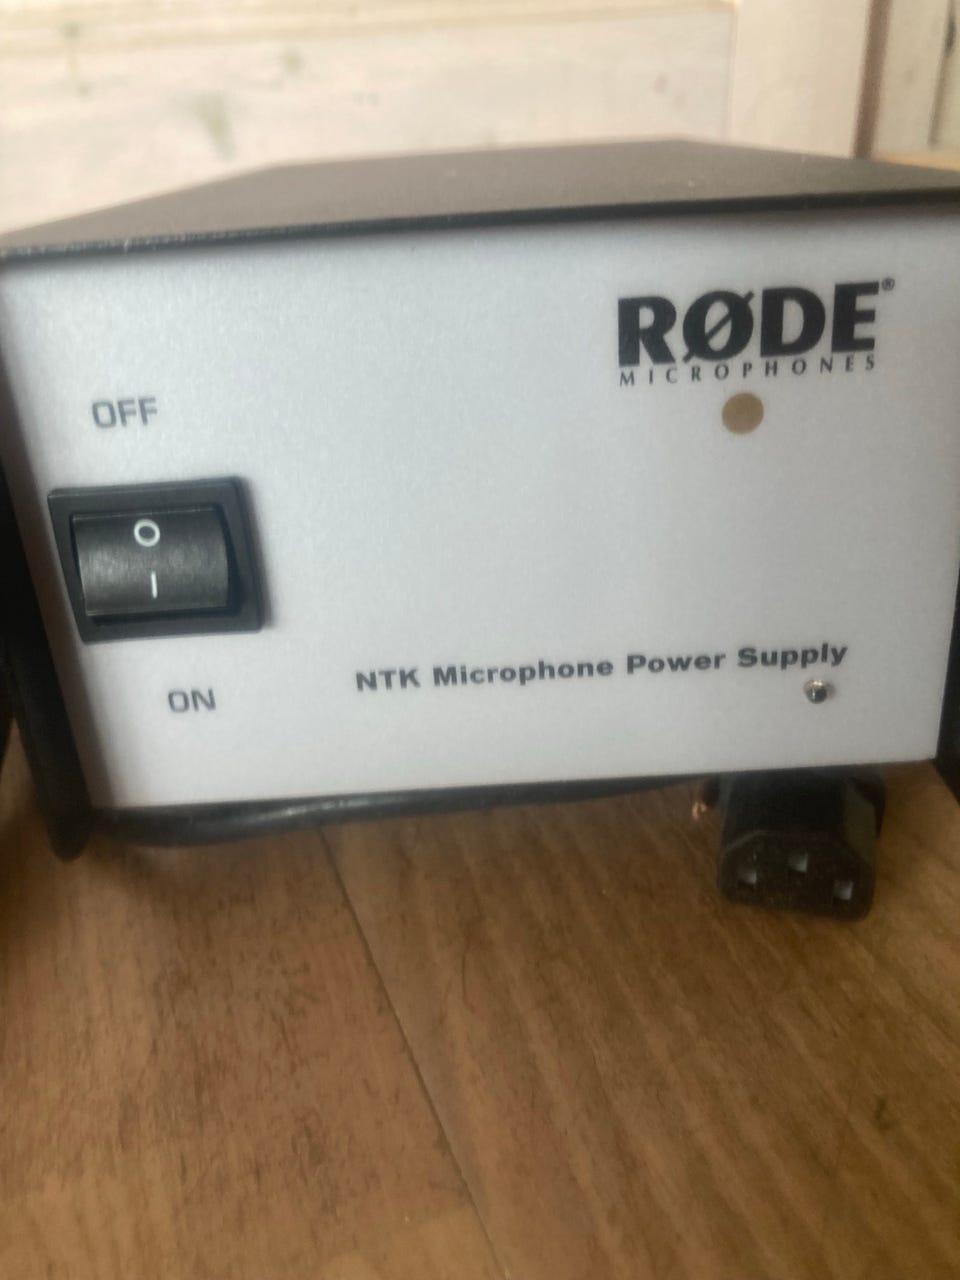 RØDE®
MICROPHONES
OFF
O
I
ON
NTK Microphone Power Supply